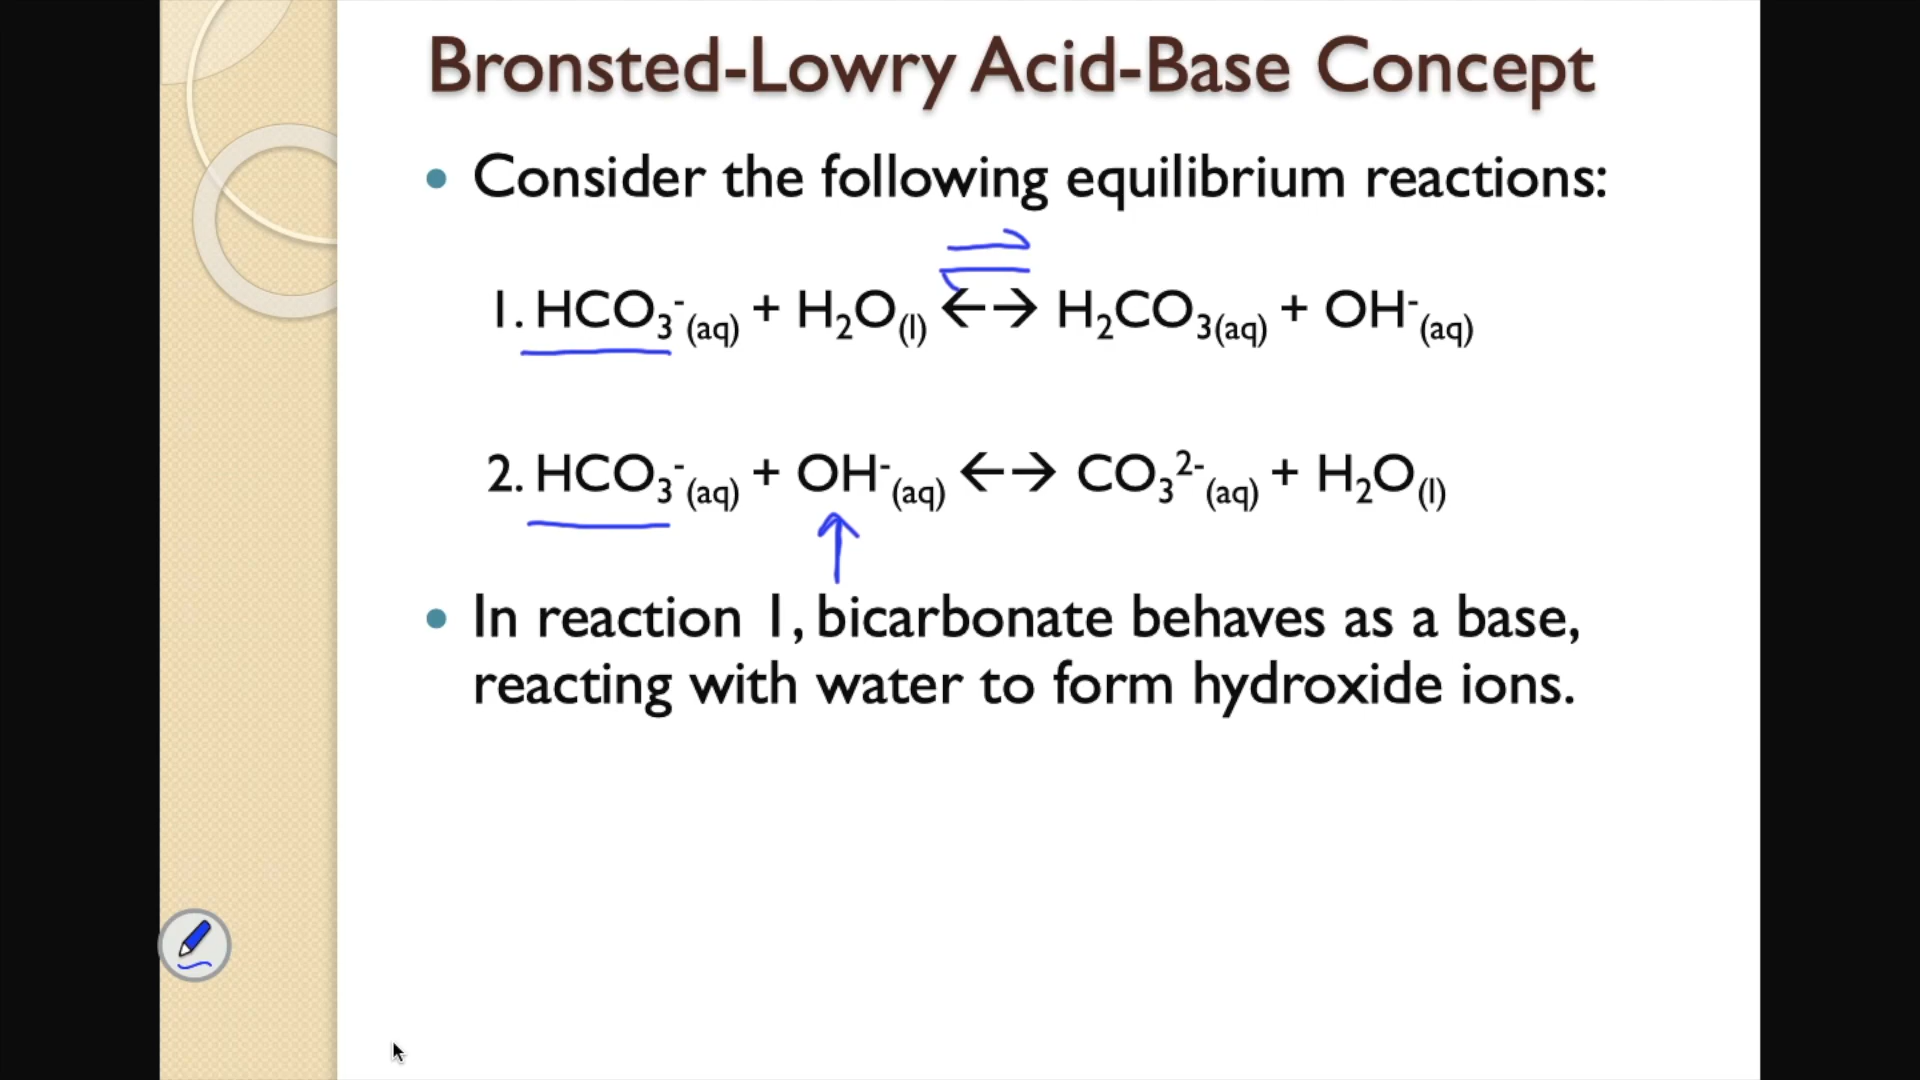 Bronsted-Lowry Acid-Base Concept
• Consider the following equilibrium reactions:
1. HCO₃⁻(aq) + H₂O(l) ←→ H₂CO₃(aq) + OH⁻(aq)
2. HCO₃⁻(aq) + OH⁻(aq) ←→ CO₃²⁻(aq) + H₂O(l)
• In reaction 1, bicarbonate behaves as a base,
reacting with water to form hydroxide ions.